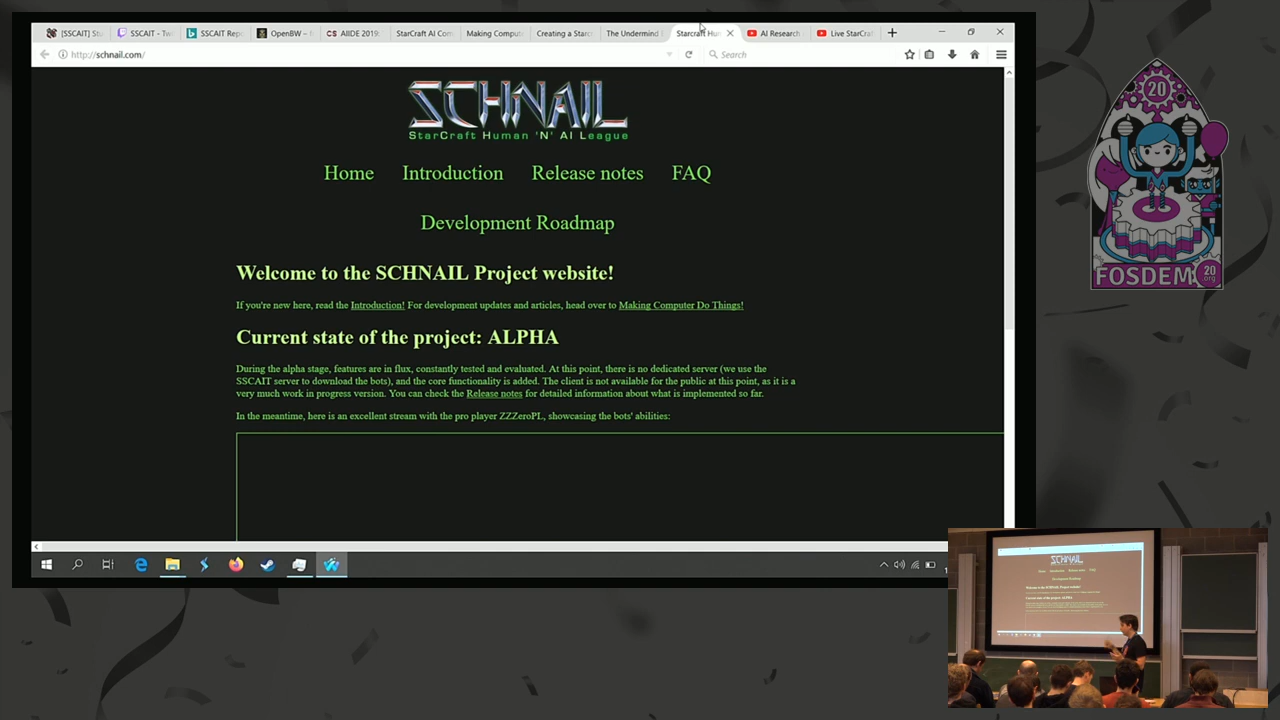 [SSCAIT] St
SSCAIT - Tw
SSCAIT Rep
OpenBW -
AIIDE 2019
StarCraft AI Com
Making Compute
Creating a Starc
The Undermind
Starcraft Hum
AI Research
Live StarCra
http://schnail.com/
Search
SCHNAIL
StarCraft Human 'N' AI League
Home Introduction Release notes FAQ
Development Roadmap
Welcome to the SCHNAIL Project website!
If you're new here, read the Introduction! For development updates and articles, head over to Making Computer Do Things!
Current state of the project: ALPHA
During the alpha stage, features are in flux, constantly tested and evaluated. At this point, there is no dedicated server (we use the
SSCAIT server to download the bots), and the core functionality is added. The client is not available for the public at this point, as it is a
very much work in progress version. You can check the Release notes for detailed information about what is implemented so far.
In the meantime, here is an excellent stream with the pro player ZZZeroPL, showcasing the bots' abilities:
20
FOSDEM
20
.org
SCHNAIL